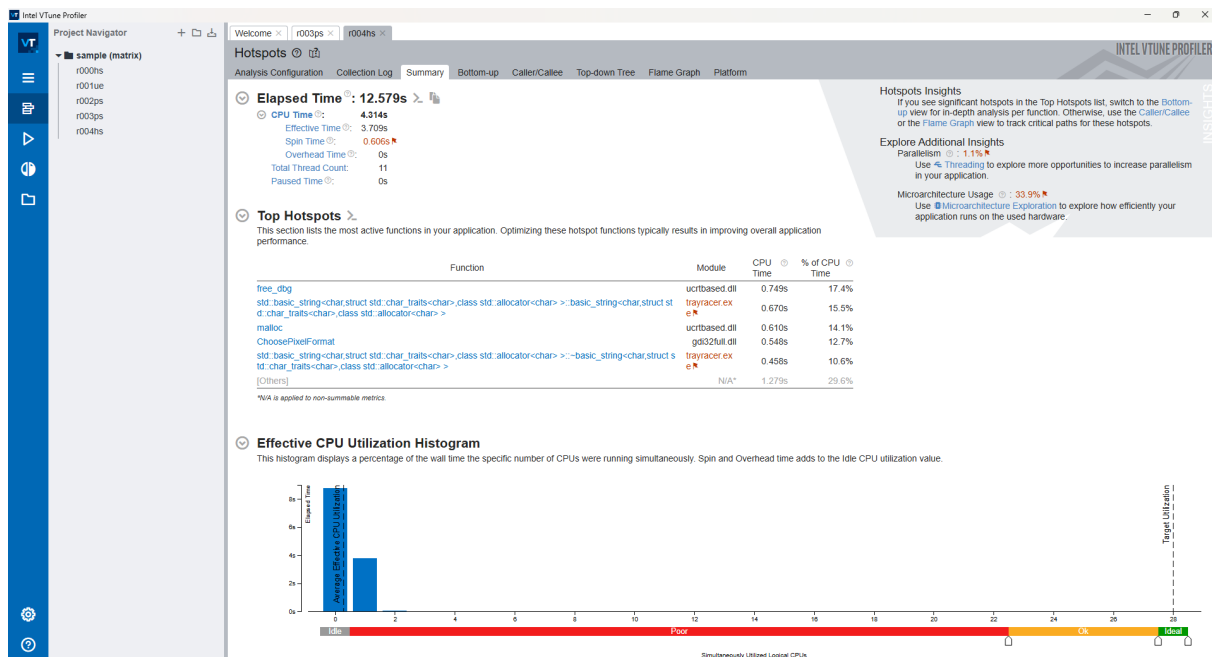 Intel VTune Profiler
Project Navigator
sample (matrix)
r000hs
r001ue
r002ps
r003ps
r004hs
Welcome × r003ps × r004hs ×
Hotspots
INTEL VTUNE PROFILER
Analysis Configuration Collection Log Summary Bottom-up Caller/Callee Top-down Tree Flame Graph Platform
Elapsed Time: 12.579s
CPU Time: 4.314s
Effective Time: 3.709s
Spin Time: 0.606s
Overhead Time: 0s
Total Thread Count: 11
Paused Time: 0s
Hotspots Insights
If you see significant hotspots in the Top Hotspots list, switch to the Bottom-
up view for in-depth analysis per function. Otherwise, use the Caller/Callee
or the Flame Graph view to track critical paths for these hotspots.
Explore Additional Insights
Parallelism : 1.1%
Use Threading to explore more opportunities to increase parallelism
in your application.
Microarchitecture Usage : 33.9%
Use Microarchitecture Exploration to explore how efficiently your
application runs on the used hardware.
INSIGHTS
Top Hotspots
This section lists the most active functions in your application. Optimizing these hotspot functions typically results in improving overall application
performance.
Function Module CPU Time % of CPU Time
free_dbg ucrtbased.dll 0.749s 17.4%
std::basic_string<char,struct std::char_traits<char>,class std::allocator<char> >::basic_string<char,struct st
d::char_traits<char>,class std::allocator<char> > trayracer.exe 0.670s 15.5%
malloc ucrtbased.dll 0.610s 14.1%
ChoosePixelFormat gdi32full.dll 0.548s 12.7%
std::basic_string<char,struct std::char_traits<char>,class std::allocator<char> >::~basic_string<char,struct s
td::char_traits<char>,class std::allocator<char> > trayracer.exe 0.458s 10.6%
[Others] N/A* 1.279s 29.6%
*N/A is applied to non-summable metrics.
Effective CPU Utilization Histogram
This histogram displays a percentage of the wall time the specific number of CPUs were running simultaneously. Spin and Overhead time adds to the Idle CPU utilization value.
Elapsed Time
Average Effective CPU Utilization
Target Utilization
8s
6s
4s
2s
0s
0 2 4 6 8 10 12 14 16 18 20 22 24 26 28
Idle Poor Ok Ideal
Simultaneously Utilized Logical CPUs